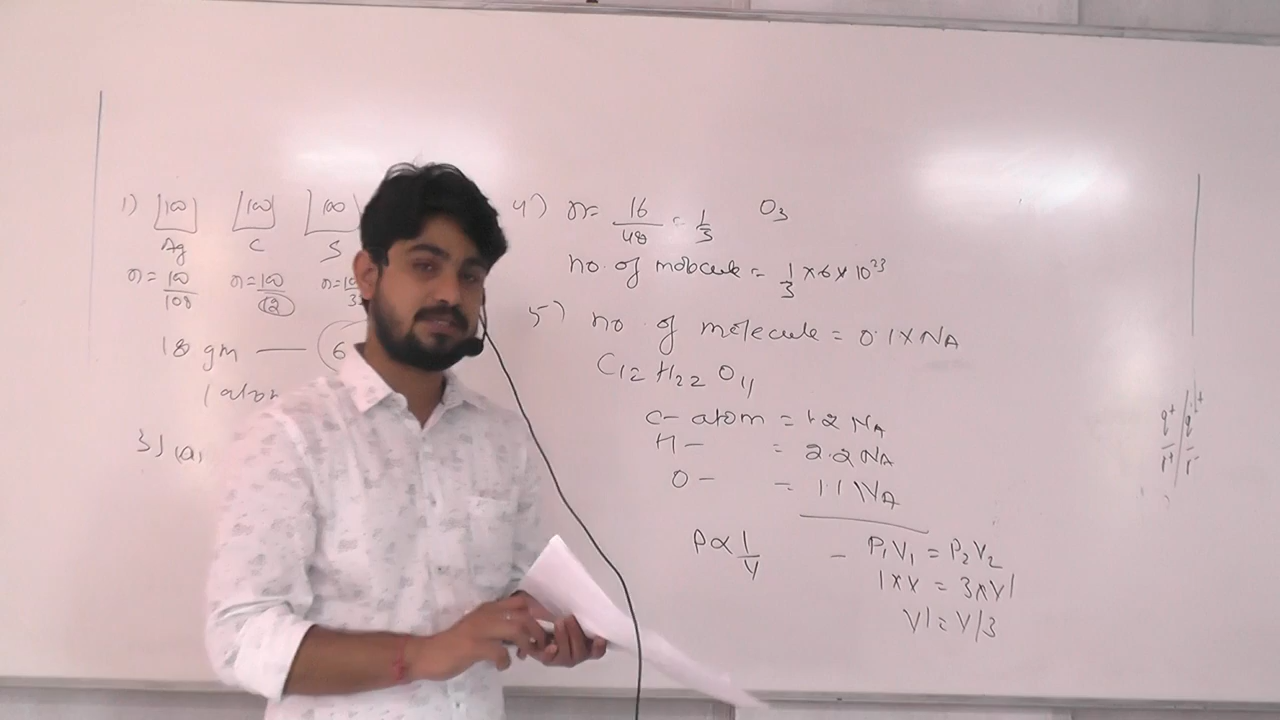 1) 100 100 100
Ag C S
n = 100/108 n = 100/12 n =
18 gm — 6
1 atom
3) (a)
4) n = 16/48 = 1/3 O3
no. of molecule = 1/3 × 6 × 10^23
5) no. of molecule = 0.1 × NA
C12 H22 O11
C- atom = 1.2 NA
H - = 2.2 NA
O - = 1.1 NA
P ∝ 1/V - P1V1 = P2V2
1×V = 3×V1
V1 = V/3